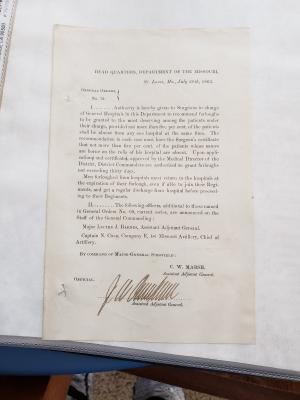 HEAD QUARTERS, DEPARTMENT OF THE MISSOURI,
St. Louis, Mo., July 1863.
GENERAL ORDERS,
No.
I. Authority is hereby given to Surgeons in charge
of General Hospitals in this Department to recommend furloughs
to be granted to the most deserving among the patients under
their charge, provided not more than five per cent. of the patients
shall be absent from any one hospital at the same time. The
recommendation in each case must have the Surgeon's certificate
that not more than five per cent. of the patients whose names
are borne on the rolls of his hospital are absent. Upon
and certificate, approved by the Medical Director of the
District, District Commanders are authorized to grant furloughs not
exceeding thirty days.
Men furloughed from hospitals must return to the hospitals at
the expiration of their furlough, even if able to join their Regi-
ments, and get a regular discharge from hospital before proceed-
ing to their Regiments.
II. The following officers, additional to those named in
General Orders No. current series, are announced on the
Staff of the General Commanding:
Major Assistant Adjutant General.
Captain Company E, 1st Missouri Artillery, Chief of
Artillery.
BY COMMAND OF MAJOR GENERAL SCHOFIELD:
C. W. MARSH,
Assistant Adjutant General.
OFFICIAL:
Assistant Adjutant General.